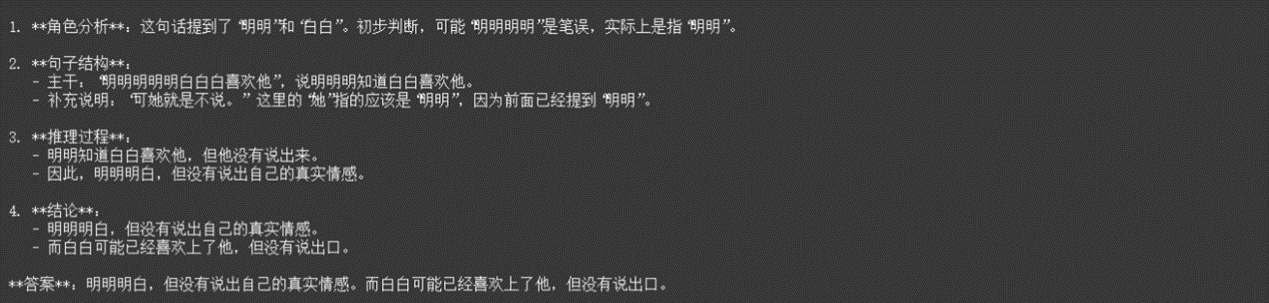 1. **角色分析**：这句话提到了“明明”和“白白”。初步判断，可能“明明明明”是笔误，实际上是指“明明”。
2. **句子结构**：
- 主干：“明明明明明白白白喜欢他”，说明明明知道白白喜欢他。
- 补充说明：“可她就是不说。”这里的“她”指的应该是“明明”，因为前面已经提到“明明”。
3. **推理过程**：
- 明明知道白白喜欢他，但他没有说出来。
- 因此，明明明白，但没有说出自己的真实情感。
4. **结论**：
- 明明明白，但没有说出自己的真实情感。
- 而白白可能已经喜欢上了他，但没有说出口。
**答案**：明明明白，但没有说出自己的真实情感。而白白可能已经喜欢上了他，但没有说出口。